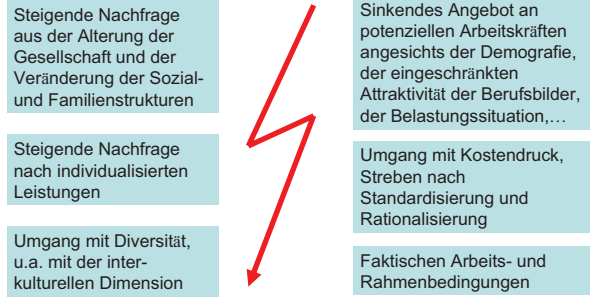 Steigende Nachfrage
aus der Alterung der
Gesellschaft und der
Veränderung der Sozial-
und Familienstrukturen
Steigende Nachfrage
nach individualisierten
Leistungen
Umgang mit Diversität,
u.a. mit der inter-
kulturellen Dimension
Sinkendes Angebot an
potenziellen Arbeitskräften
angesichts der Demografie,
der eingeschränkten
Attraktivität der Berufsbilder,
der Belastungssituation,...
Umgang mit Kostendruck,
Streben nach
Standardisierung und
Rationalisierung
Faktischen Arbeits- und
Rahmenbedingungen